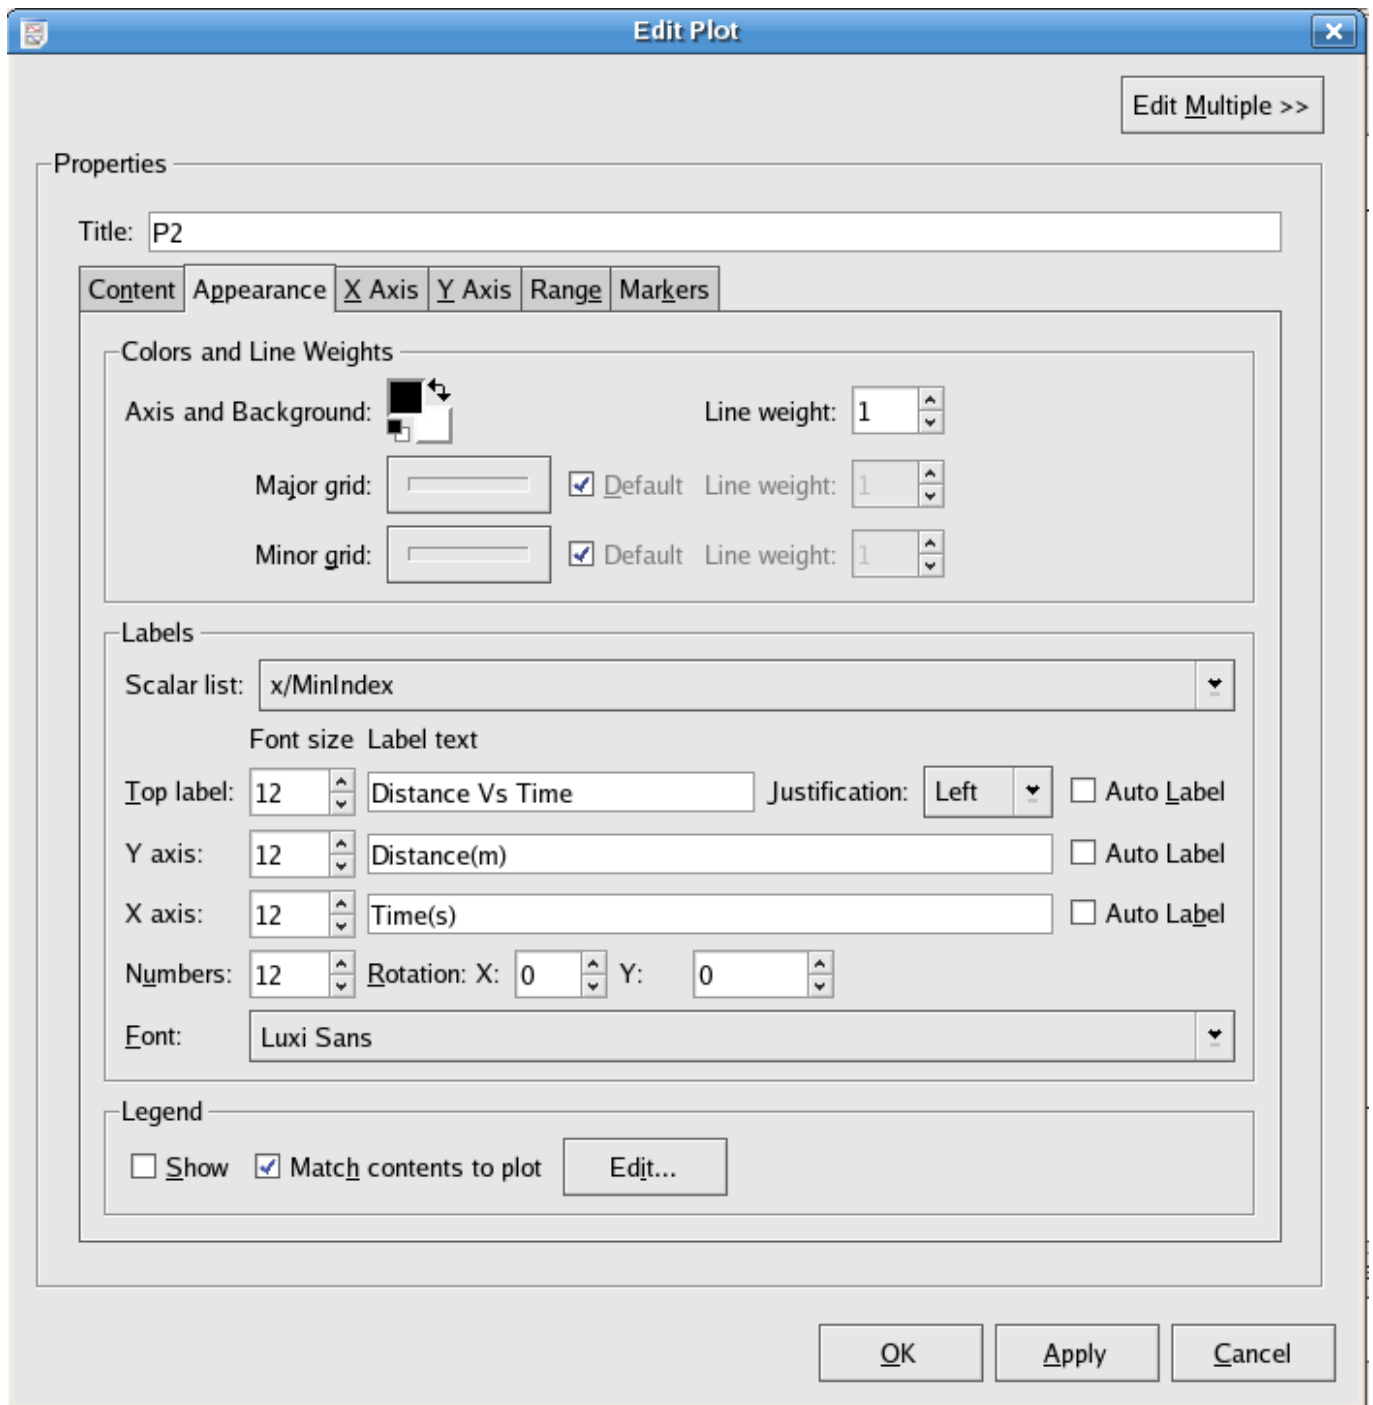 Edit Plot
Edit Multiple >>
Properties
Title: P2
Content Appearance X Axis Y Axis Range Markers
Colors and Line Weights
Axis and Background: Line weight: 1
Major grid: Default Line weight: 1
Minor grid: Default Line weight: 1
Labels
Scalar list: x/MinIndex
Font size Label text
Top label: 12 Distance Vs Time Justification: Left Auto Label
Y axis: 12 Distance(m) Auto Label
X axis: 12 Time(s) Auto Label
Numbers: 12 Rotation: X: 0 Y: 0
Font: Luxi Sans
Legend
Show Match contents to plot Edit...
OK Apply Cancel